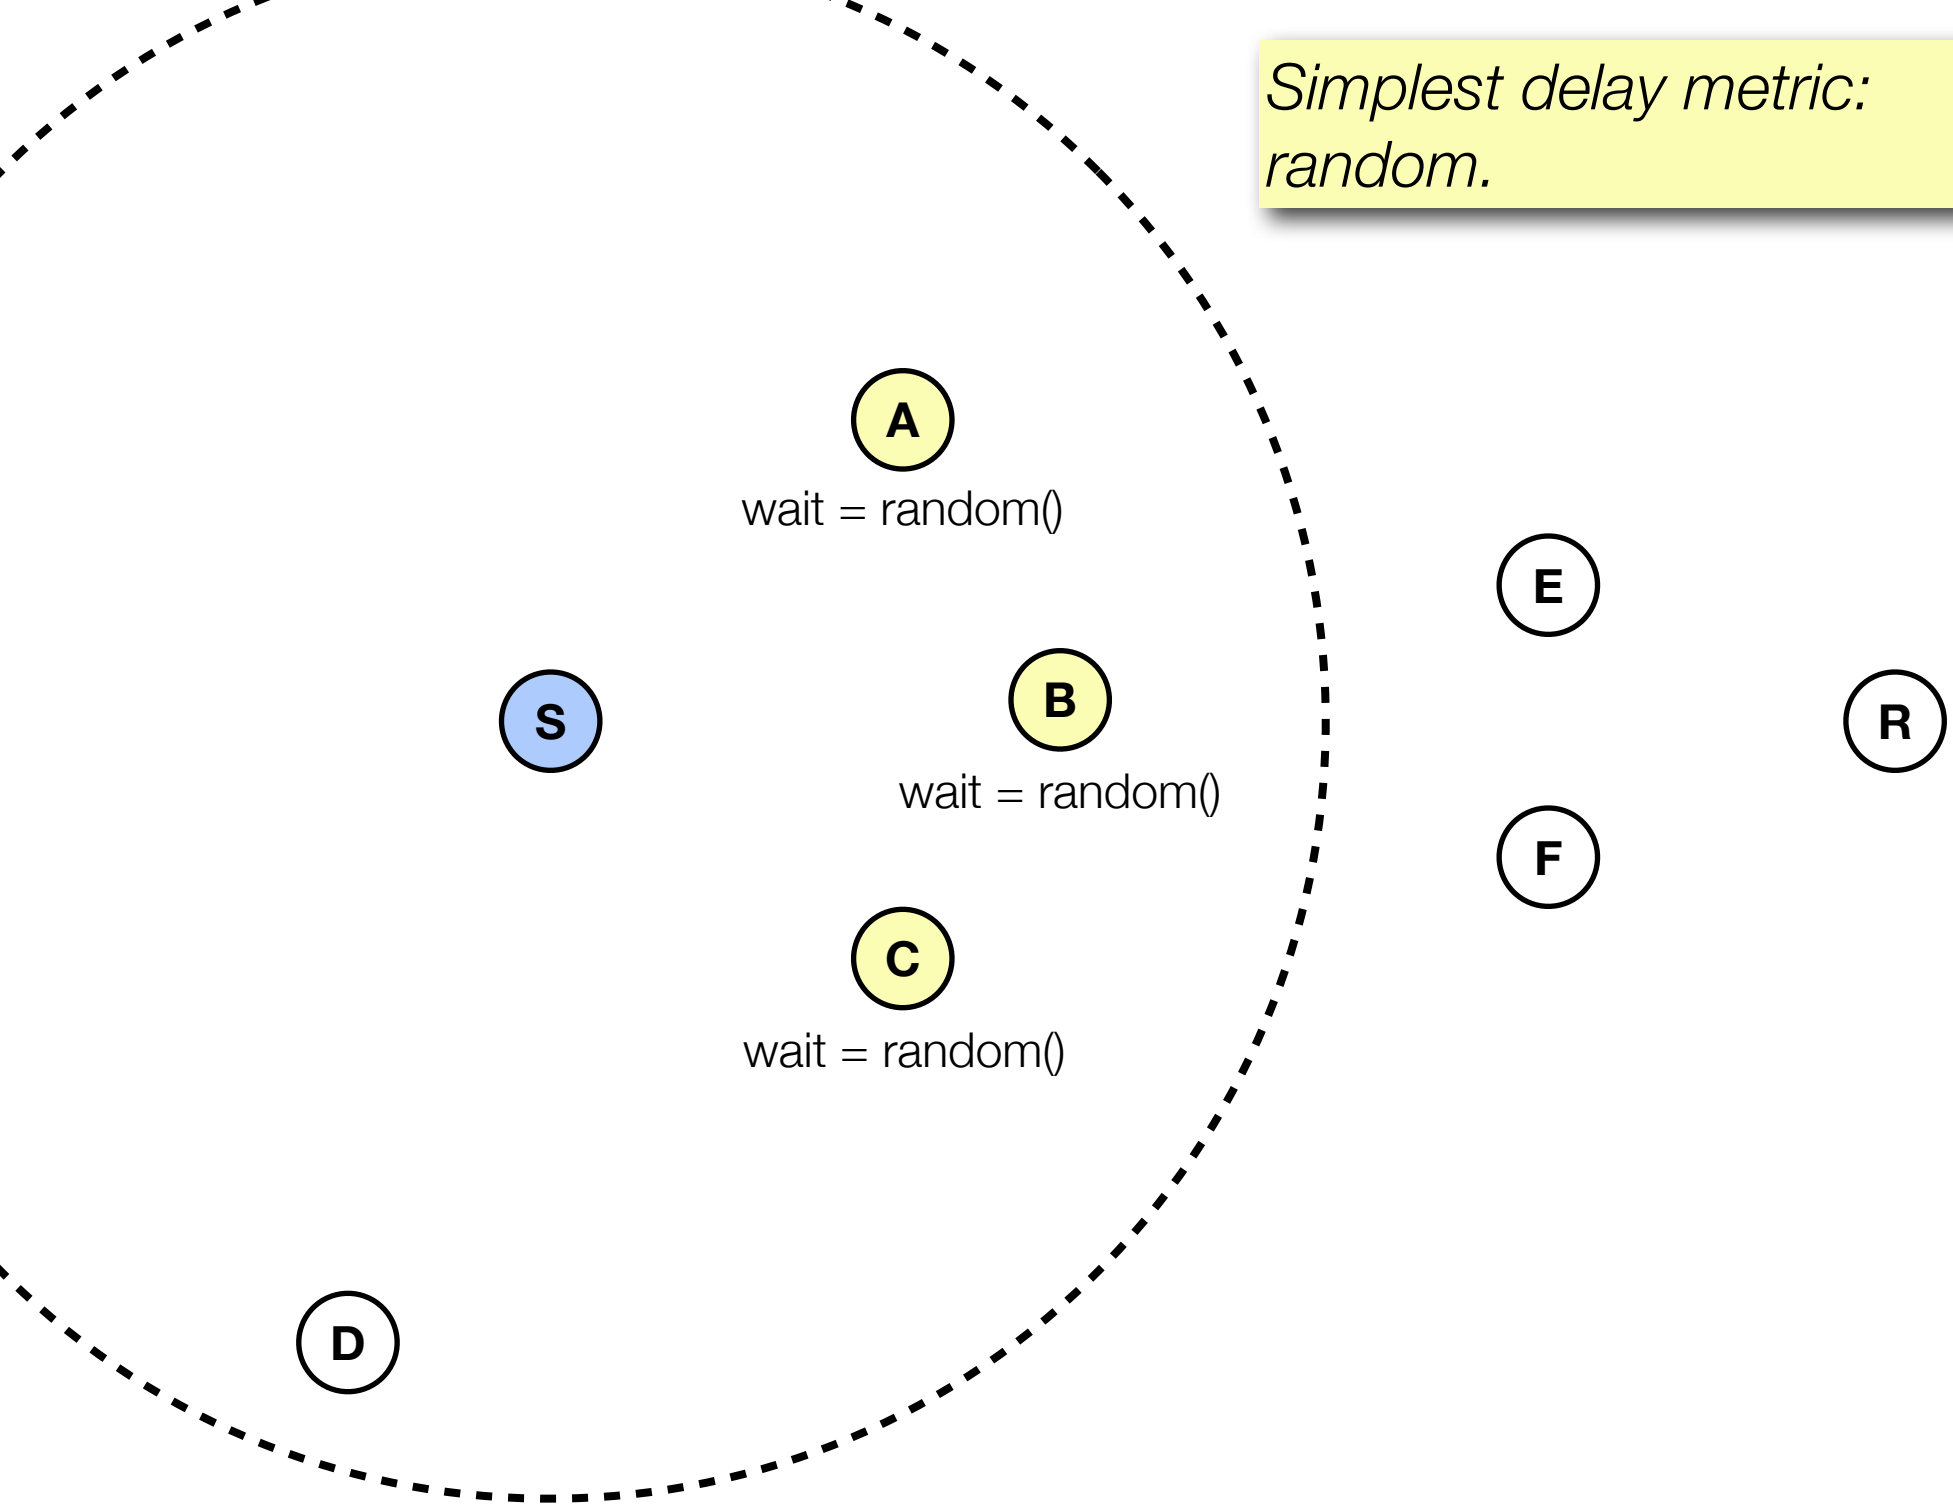 Simplest delay metric:
random.
A
wait = random()
E
S
B
R
wait = random()
F
C
wait = random()
D